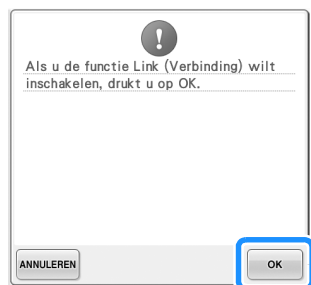 Als u de functie Link (Verbinding) wilt
inschakelen, drukt u op OK.
ANNULEREN
OK